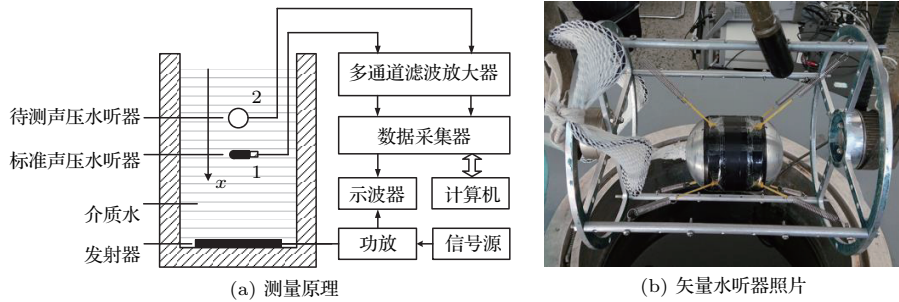 待测声压水听器
2
标准声压水听器
1
x
介质水
发射器
多通道滤波放大器
数据采集器
示波器
计算机
功放
信号源
(a) 测量原理
(b) 矢量水听器照片